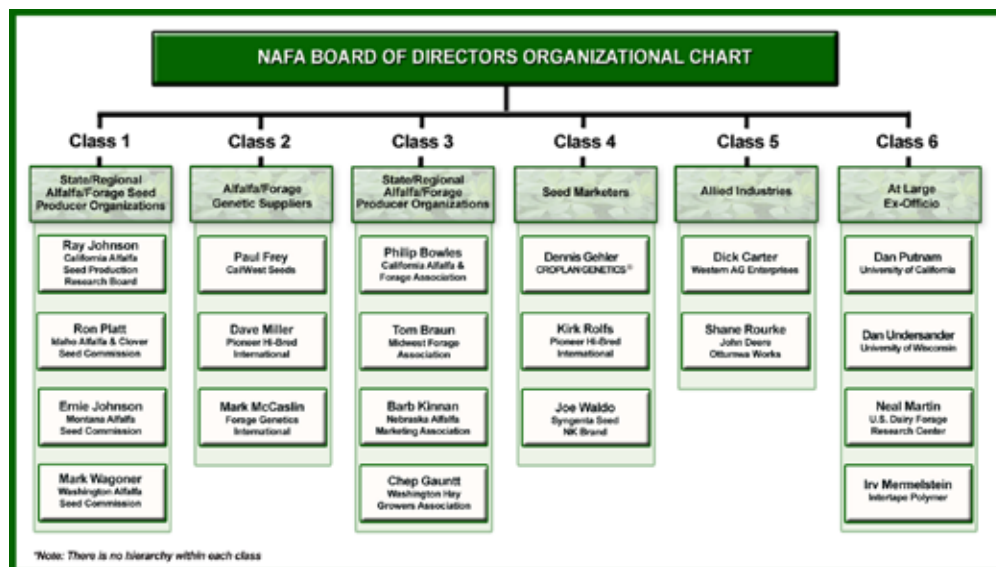 NAFA BOARD OF DIRECTORS ORGANIZATIONAL CHART
Class 1
State/Regional
Alfalfa/Forage Seed
Producer Organizations
Ray Johnson
California Alfalfa
Seed Production
Research Board
Ron Platt
Idaho Alfalfa & Clover
Seed Commission
Ernie Johnson
Montana Alfalfa
Seed Commission
Mark Wagoner
Washington Alfalfa
Seed Commission
Class 2
Alfalfa/Forage
Genetic Suppliers
Paul Frey
Cal/West Seeds
Dave Miller
Pioneer Hi-Bred
International
Mark McCaslin
Forage Genetics
International
Class 3
State/Regional
Alfalfa/Forage
Producer Organizations
Philip Bowles
California Alfalfa &
Forage Association
Tom Braun
Midwest Forage
Association
Barb Kinnan
Nebraska Alfalfa
Marketing Association
Chep Gauntt
Washington Hay
Growers Association
Class 4
Seed Marketers
Dennis Gehler
CROPLAN GENETICS®
Kirk Rolfs
Pioneer Hi-Bred
International
Joe Waldo
Syngenta Seed
NK Brand
Class 5
Allied Industries
Dick Carter
Western AG Enterprises
Shane Rourke
John Deere
Ottumwa Works
Class 6
At Large
Ex-Officio
Dan Putnam
University of California
Dan Undersander
University of Wisconsin
Neal Martin
U.S. Dairy Forage
Research Center
Irv Mermelstein
Intertape Polymer
*Note: There is no hierarchy within each class